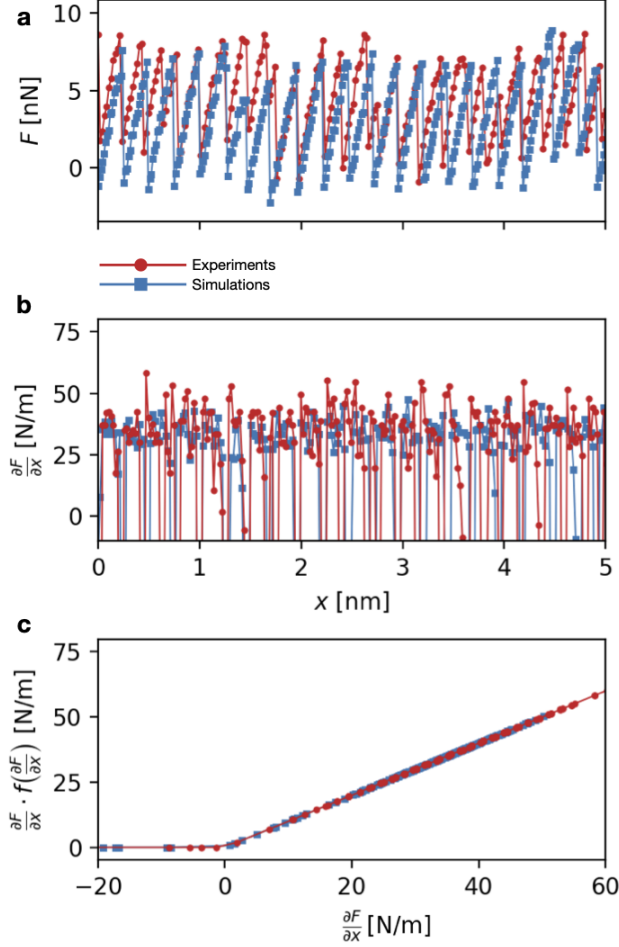 a
10
5
0
F [nN]
Experiments
Simulations
b
75
50
25
0
∂F/∂x [N/m]
0 1 2 3 4 5
x [nm]
c
75
50
25
0
∂F/∂x · f(∂F/∂x) [N/m]
−20 0 20 40 60
∂F/∂x [N/m]